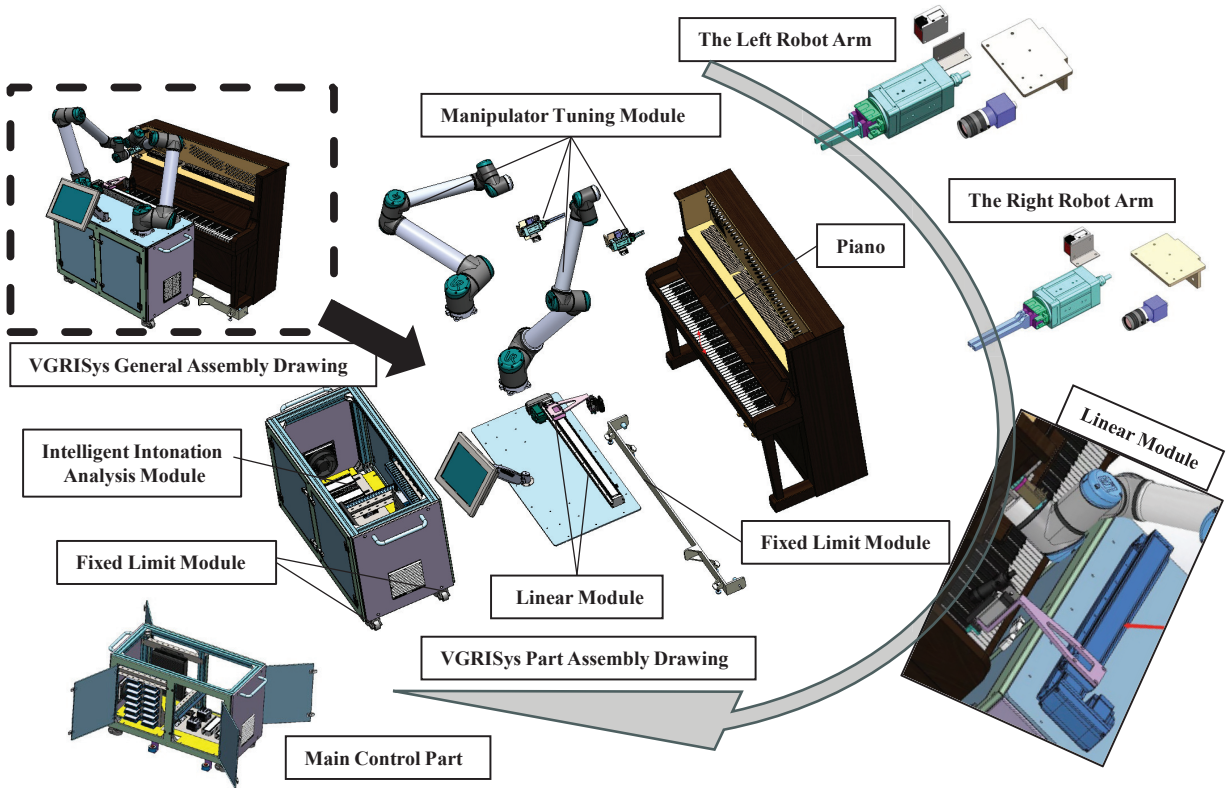 The Left Robot Arm
Manipulator Tuning Module
The Right Robot Arm
Piano
VGRISys General Assembly Drawing
Linear Module
Intelligent Intonation
Analysis Module
Fixed Limit Module
Fixed Limit Module
Linear Module
VGRISys Part Assembly Drawing
Main Control Part